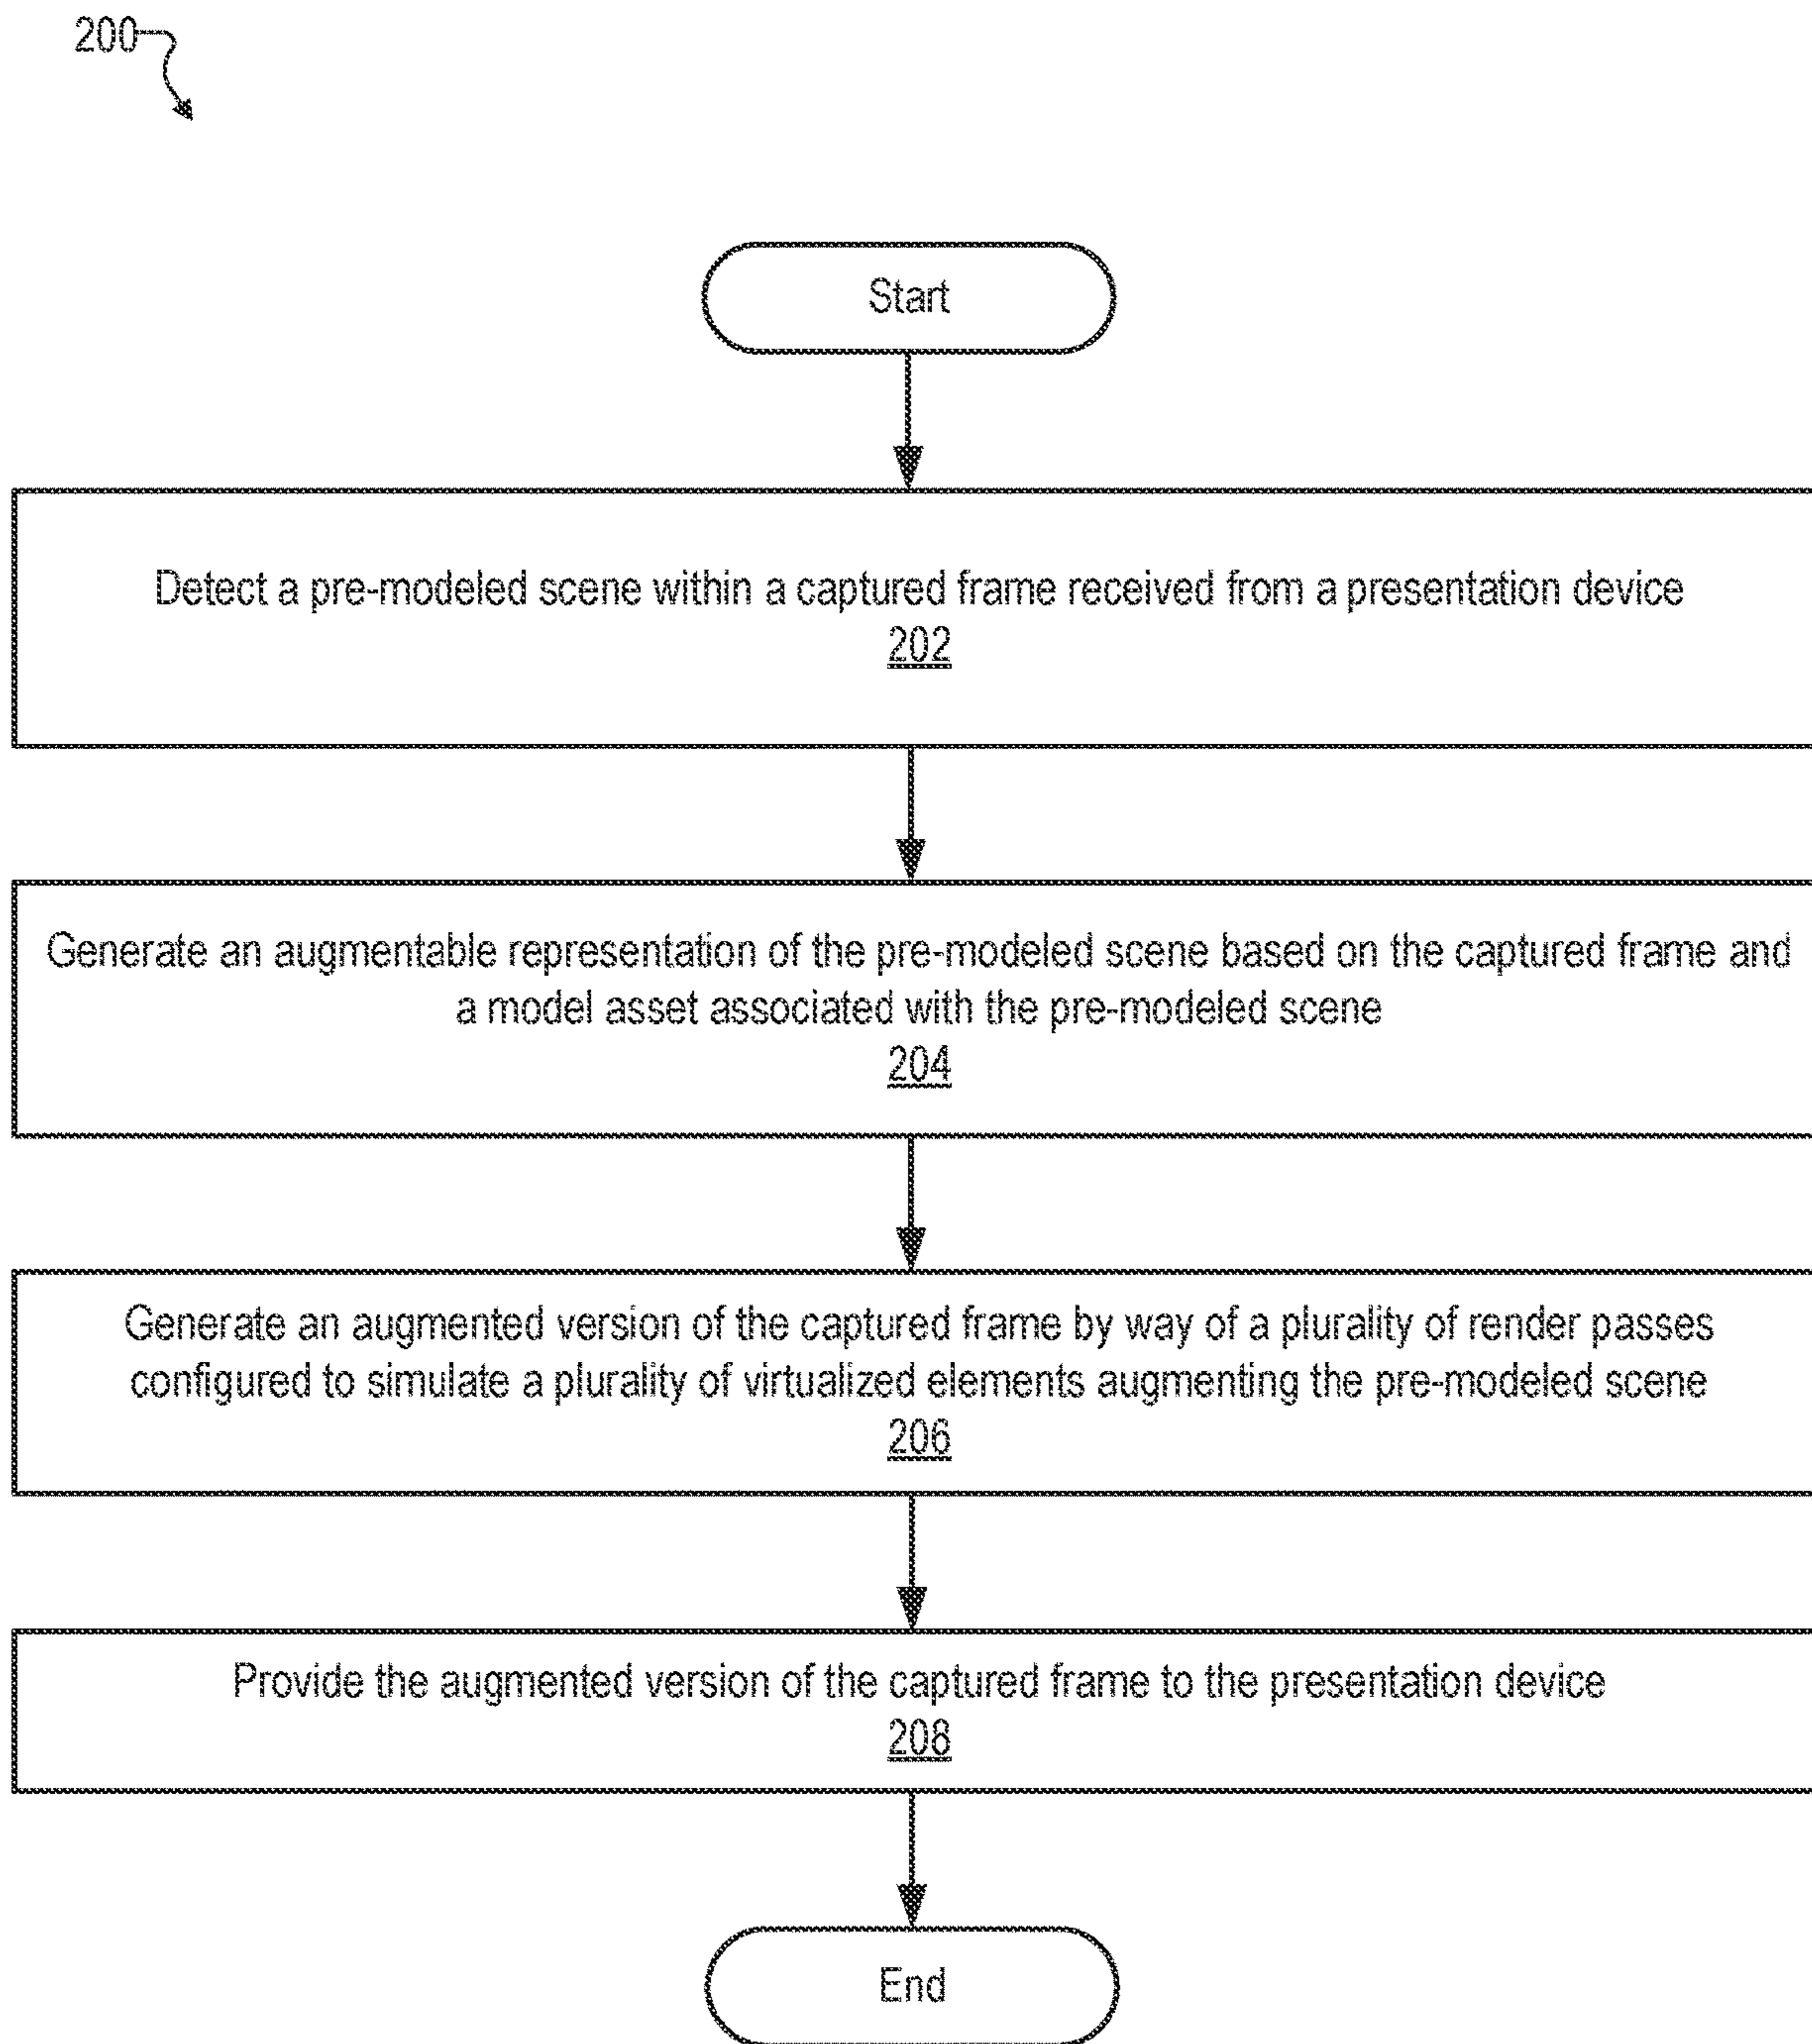 200
Start
Detect a pre-modeled scene within a captured frame received from a presentation device
202
Generate an augmentable representation of the pre-modeled scene based on the captured frame and
a model asset associated with the pre-modeled scene
204
Generate an augmented version of the captured frame by way of a plurality of render passes
configured to simulate a plurality of virtualized elements augmenting the pre-modeled scene
206
Provide the augmented version of the captured frame to the presentation device
208
End